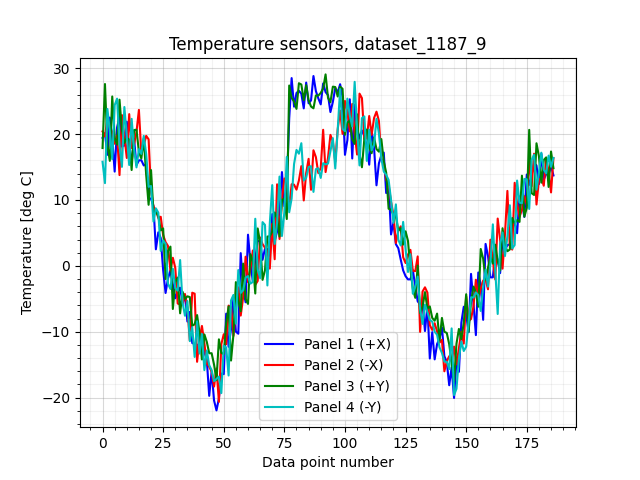 Temperature sensors, dataset_1187_9
Temperature [deg C]
30
20
10
0
−10
−20
Panel 1 (+X)
Panel 2 (-X)
Panel 3 (+Y)
Panel 4 (-Y)
0 25 50 75 100 125 150 175
Data point number